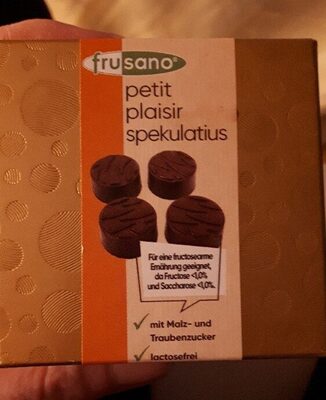 frusano®
petit
plaisir
spekulatius
Für eine fructosearme
Ernährung geeignet,
da Fructose <1,0%
und Saccharose <1,0%.
✓ mit Malz- und
Traubenzucker
✓ lactosefrei